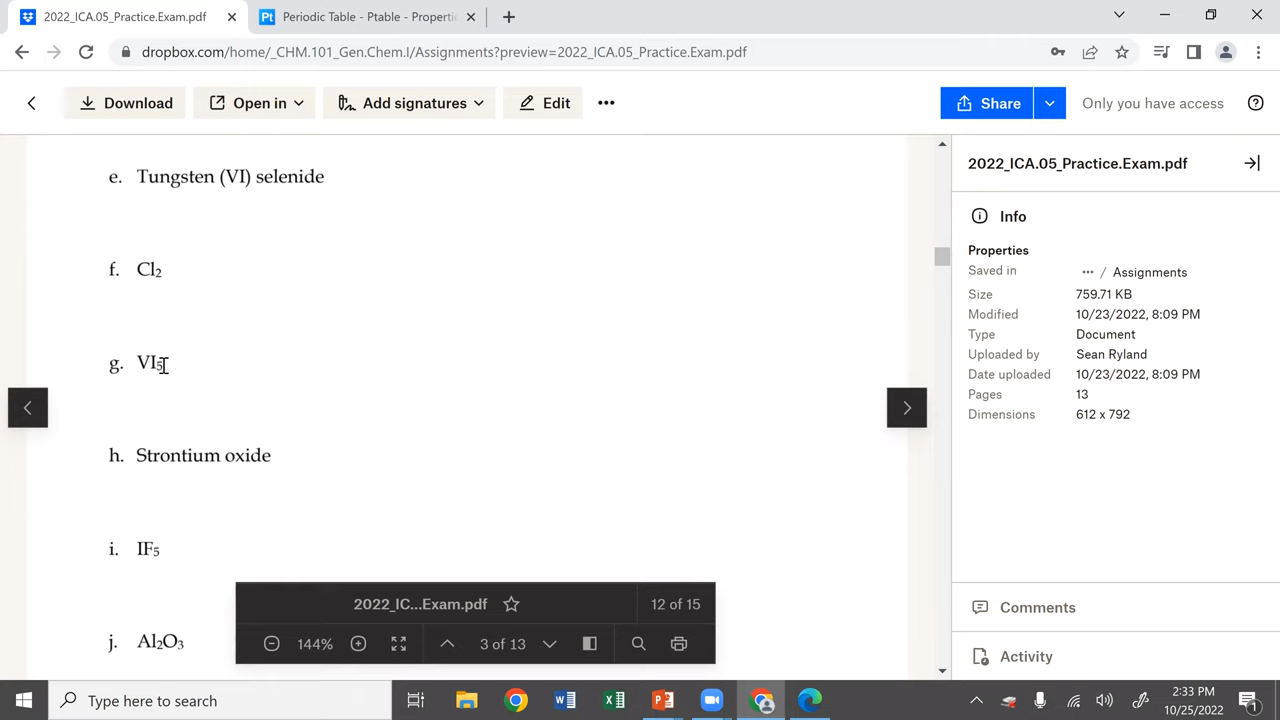 2022_ICA.05_Practice.Exam.pdf
Pt Periodic Table - Ptable - Properti
dropbox.com/home/_CHM.101_Gen.Chem.I/Assignments?preview=2022_ICA.05_Practice.Exam.pdf
Download
Open in
Add signatures
Edit
Share
Only you have access
e. Tungsten (VI) selenide
f. Cl₂
g. VI₅
h. Strontium oxide
i. IF₅
j. Al₂O₃
2022_IC...Exam.pdf
12 of 15
144%
3 of 13
2022_ICA.05_Practice.Exam.pdf
Info
Properties
Saved in ··· / Assignments
Size 759.71 KB
Modified 10/23/2022, 8:09 PM
Type Document
Uploaded by Sean Ryland
Date uploaded 10/23/2022, 8:09 PM
Pages 13
Dimensions 612 x 792
Comments
Activity
Type here to search
2:33 PM
10/25/2022
1